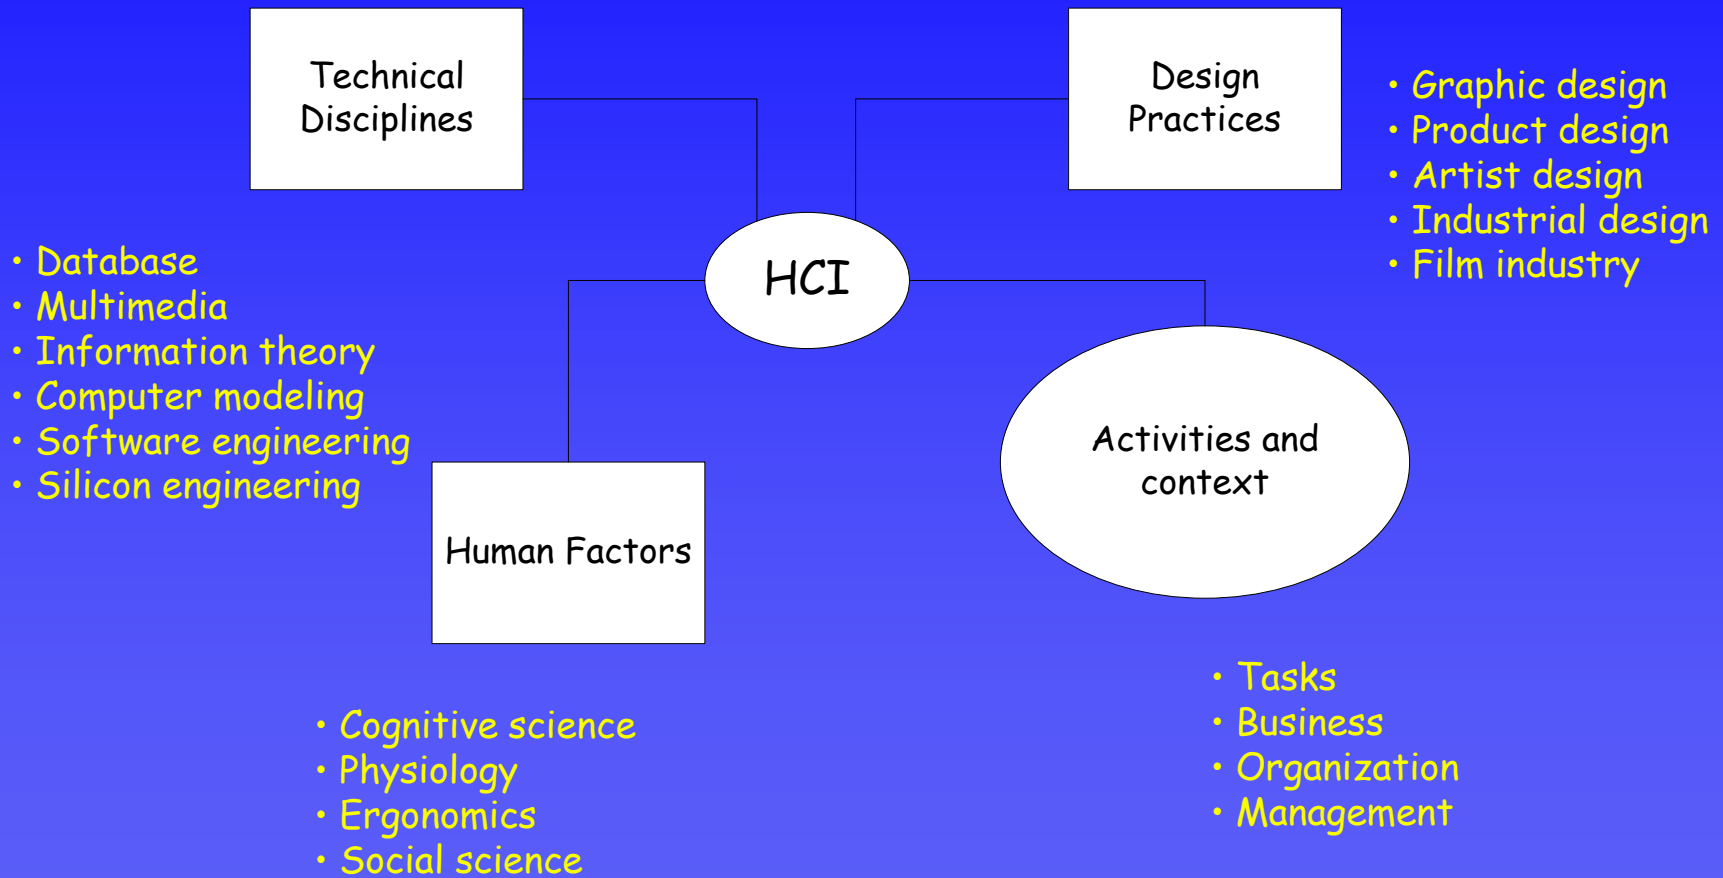 Technical
Disciplines
Design
Practices
• Graphic design
• Product design
• Artist design
• Industrial design
• Film industry
HCI
• Database
• Multimedia
• Information theory
• Computer modeling
• Software engineering
• Silicon engineering
Activities and
context
Human Factors
• Tasks
• Business
• Organization
• Management
• Cognitive science
• Physiology
• Ergonomics
• Social science